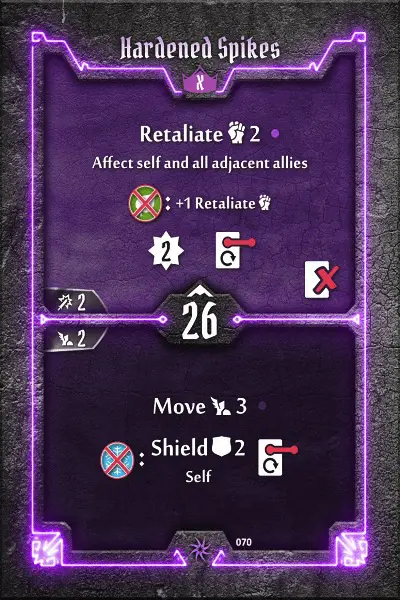 Hardened Spikes
X
Retaliate 2
Affect self and all adjacent allies
: +1 Retaliate
2
2
26
2
Move 3
: Shield 2
Self
070